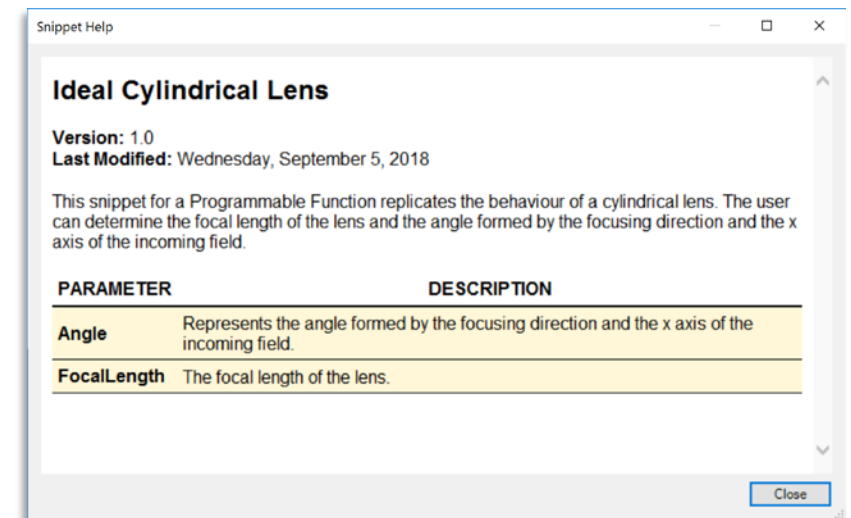 Snippet Help
Ideal Cylindrical Lens
Version: 1.0
Last Modified: Wednesday, September 5, 2018
This snippet for a Programmable Function replicates the behaviour of a cylindrical lens. The user
can determine the focal length of the lens and the angle formed by the focusing direction and the x
axis of the incoming field.
PARAMETER DESCRIPTION
Angle Represents the angle formed by the focusing direction and the x axis of the
incoming field.
FocalLength The focal length of the lens.
Close